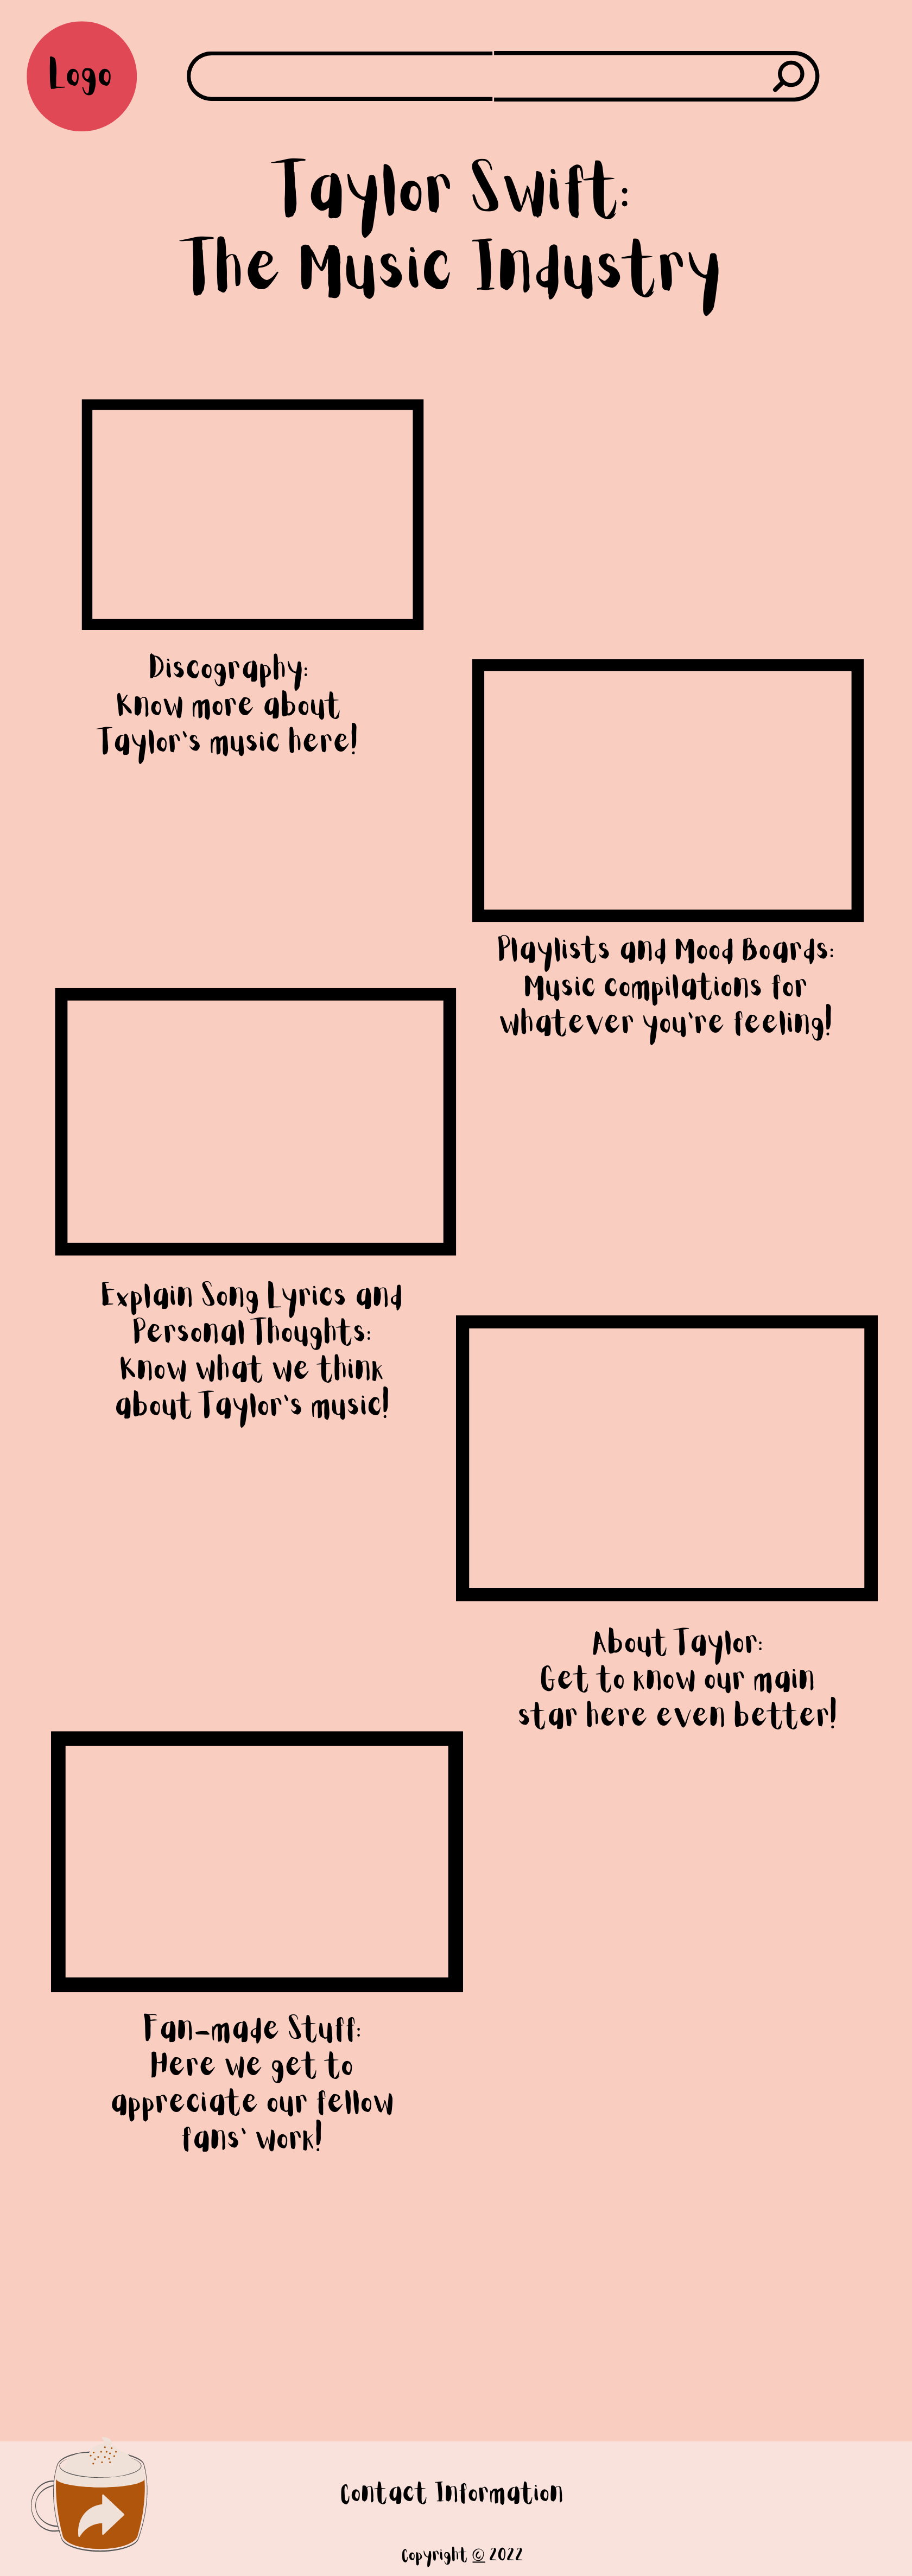 Logo
Taylor Swift:
The Music Industry
Discography:
Know more about
Taylor's music here!
Playlists and Mood Boards:
Music compilations for
whatever you're feeling!
Explain Song Lyrics and
Personal Thoughts:
Know what we think
about Taylor's music!
About Taylor:
Get to know our main
star here even better!
Fan-made Stuff:
Here we get to
appreciate our fellow
fans' work!
Contact Information
Copyright © 2022